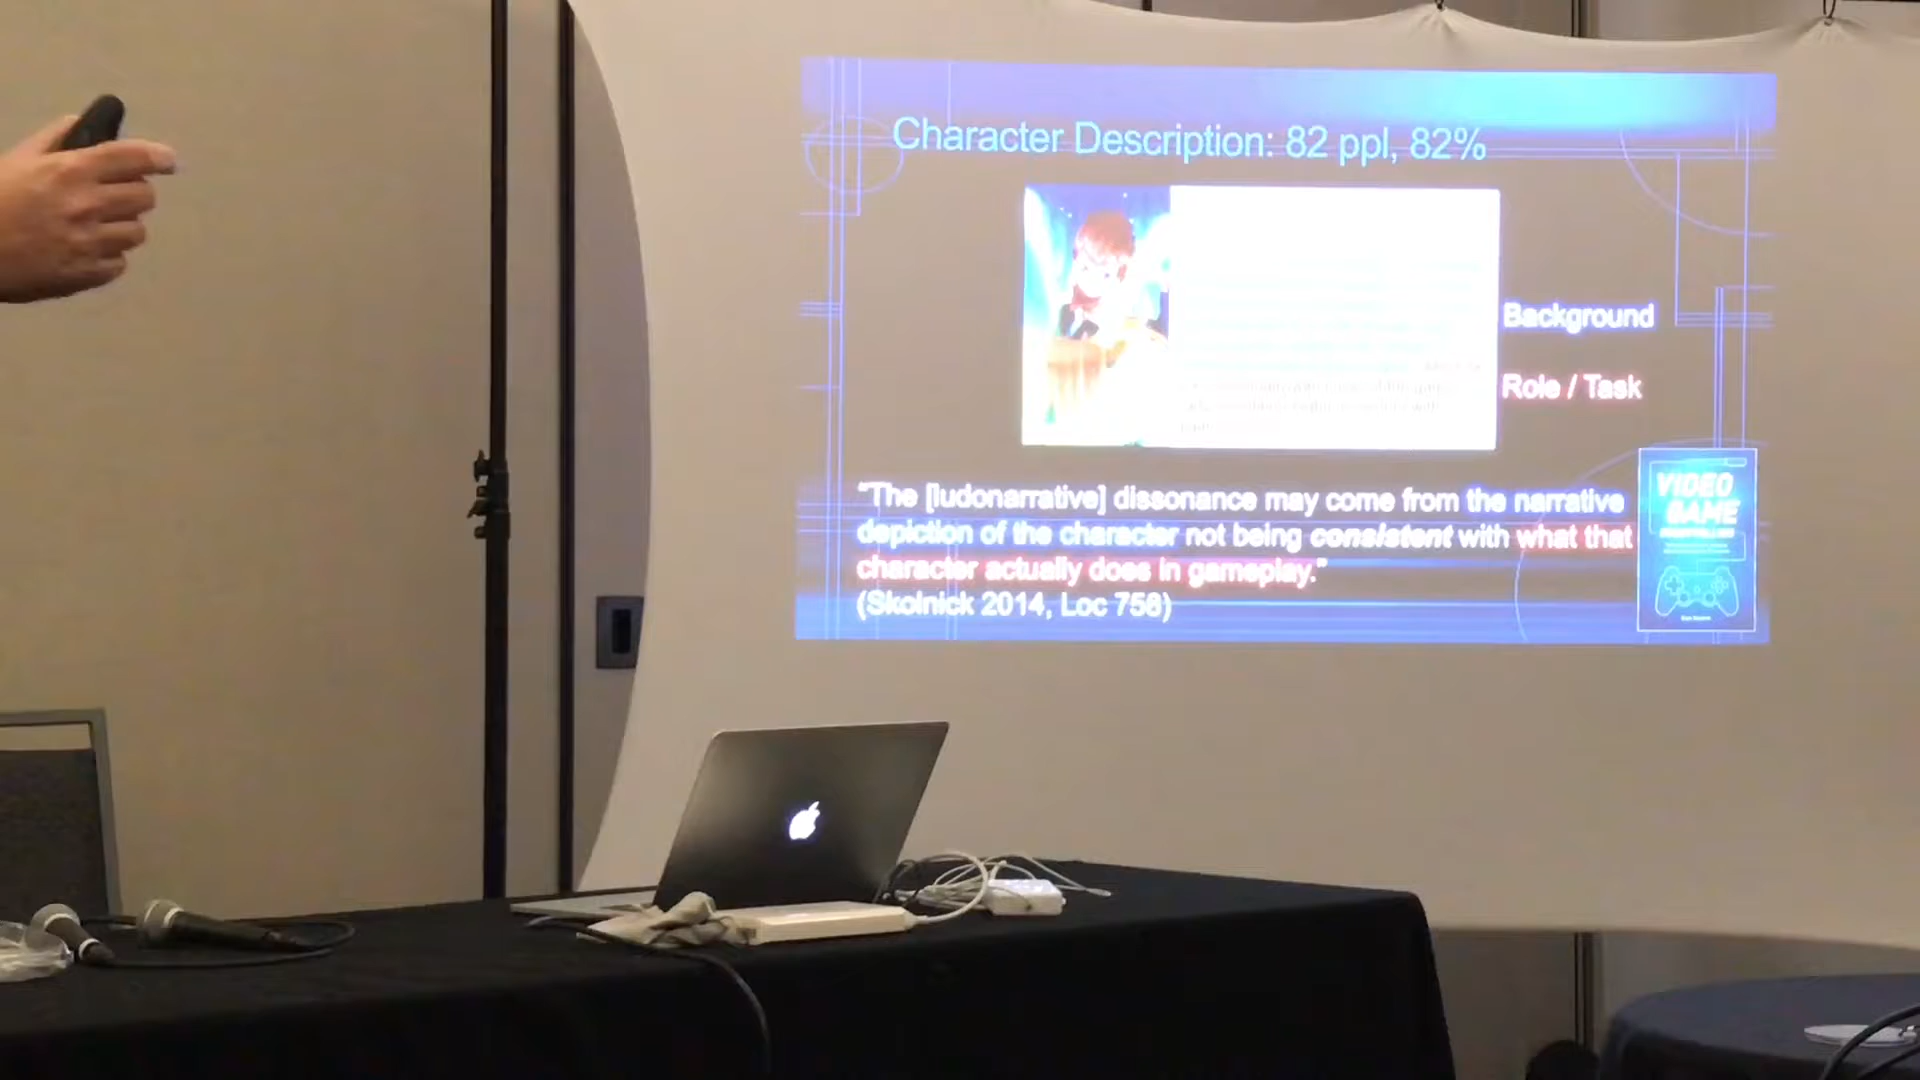 Character Description: 82 ppl, 82%
Background
Role / Task
“The [ludonarrative] dissonance may come from the narrative
depiction of the character not being consistent with what that
character actually does in gameplay.”
(Skolnick 2014, Loc 758)
VIDEO
GAME